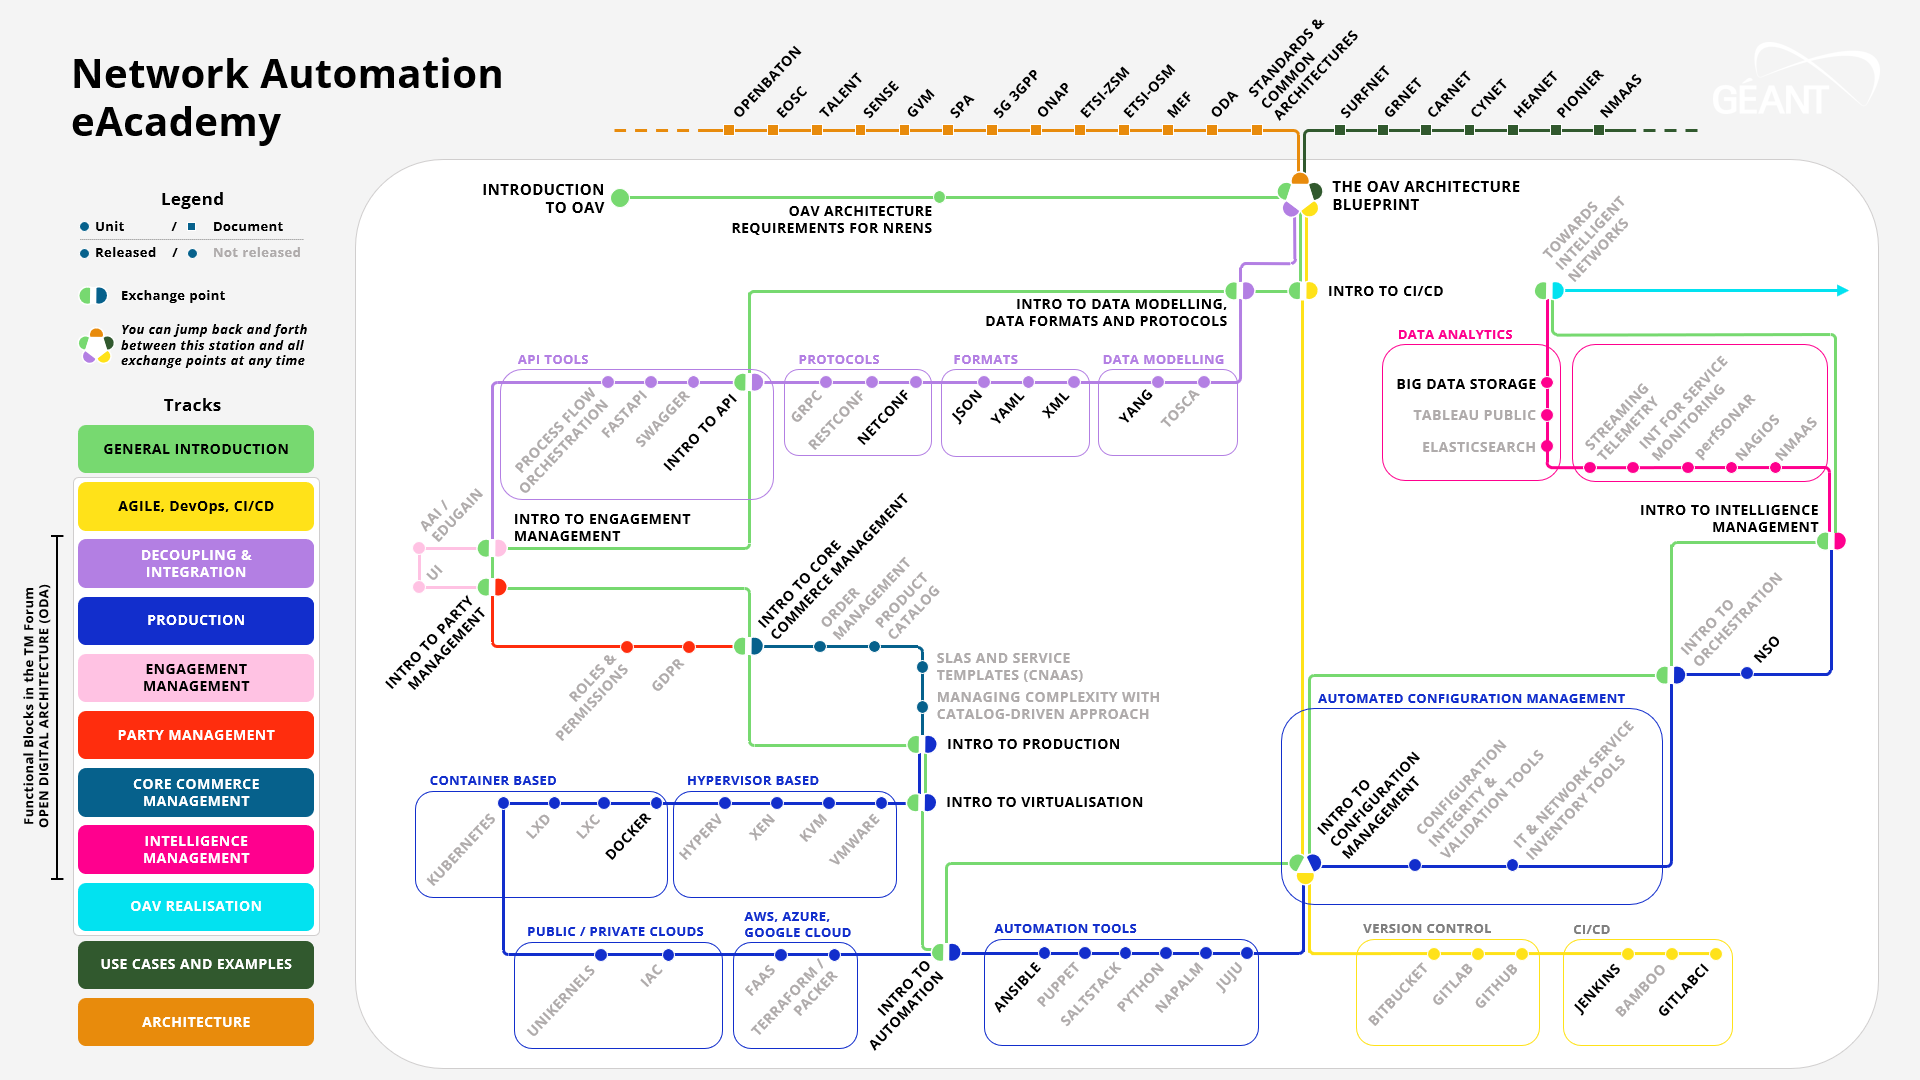 Network Automation
eAcademy
OPENBATON
EOSC
TALENT
SENSE
GVM
SPA
5G 3GPP
ONAP
ETSI-ZSM
ETSI-OSM
MEF
ODA
STANDARDS &
COMMON
ARCHITECTURES
SURFNET
GRNET
CARNET
CYNET
HEANET
PIONIER
NMAAS
GÉANT
Legend
Unit / Document
Released / Not released
Exchange point
You can jump back and forth
between this station and all
exchange points at any time
Tracks
GENERAL INTRODUCTION
AGILE, DevOps, CI/CD
DECOUPLING &
INTEGRATION
PRODUCTION
ENGAGEMENT
MANAGEMENT
PARTY MANAGEMENT
CORE COMMERCE
MANAGEMENT
INTELLIGENCE
MANAGEMENT
OAV REALISATION
USE CASES AND EXAMPLES
ARCHITECTURE
Functional Blocks in the TM Forum
OPEN DIGITAL ARCHITECTURE (ODA)
INTRODUCTION
TO OAV
OAV ARCHITECTURE
REQUIREMENTS FOR NRENS
THE OAV ARCHITECTURE
BLUEPRINT
INTRO TO DATA MODELLING,
DATA FORMATS AND PROTOCOLS
INTRO TO CI/CD
TOWARDS
INTELLIGENT
NETWORKS
API TOOLS
PROCESS FLOW
ORCHESTRATION
FASTAPI
SWAGGER
INTRO TO API
PROTOCOLS
GRPC
RESTCONF
NETCONF
FORMATS
JSON
YAML
XML
DATA MODELLING
YANG
TOSCA
DATA ANALYTICS
BIG DATA STORAGE
TABLEAU PUBLIC
ELASTICSEARCH
STREAMING
TELEMETRY
INT FOR SERVICE
MONITORING
perfSONAR
NAGIOS
NMAAS
INTRO TO INTELLIGENCE
MANAGEMENT
AAI /
EDUGAIN
UI
INTRO TO ENGAGEMENT
MANAGEMENT
INTRO TO PARTY
MANAGEMENT
ROLES &
PERMISSIONS
GDPR
INTRO TO CORE
COMMERCE MANAGEMENT
ORDER
MANAGEMENT
PRODUCT
CATALOG
SLAS AND SERVICE
TEMPLATES (CNAAS)
MANAGING COMPLEXITY WITH
CATALOG-DRIVEN APPROACH
INTRO TO PRODUCTION
INTRO TO VIRTUALISATION
INTRO TO
ORCHESTRATION
NSO
AUTOMATED CONFIGURATION MANAGEMENT
INTRO TO
CONFIGURATION
MANAGEMENT
CONFIGURATION
INTEGRITY &
VALIDATION TOOLS
IT & NETWORK SERVICE
INVENTORY TOOLS
CONTAINER BASED
KUBERNETES
LXD
LXC
DOCKER
HYPERVISOR BASED
HYPERV
XEN
KVM
VMWARE
PUBLIC / PRIVATE CLOUDS
UNIKERNELS
IAC
AWS, AZURE,
GOOGLE CLOUD
FAAS
TERRAFORM /
PACKER
INTRO TO
AUTOMATION
AUTOMATION TOOLS
ANSIBLE
PUPPET
SALTSTACK
PYTHON
NAPALM
JUJU
VERSION CONTROL
BITBUCKET
GITLAB
GITHUB
CI/CD
JENKINS
BAMBOO
GITLABCI